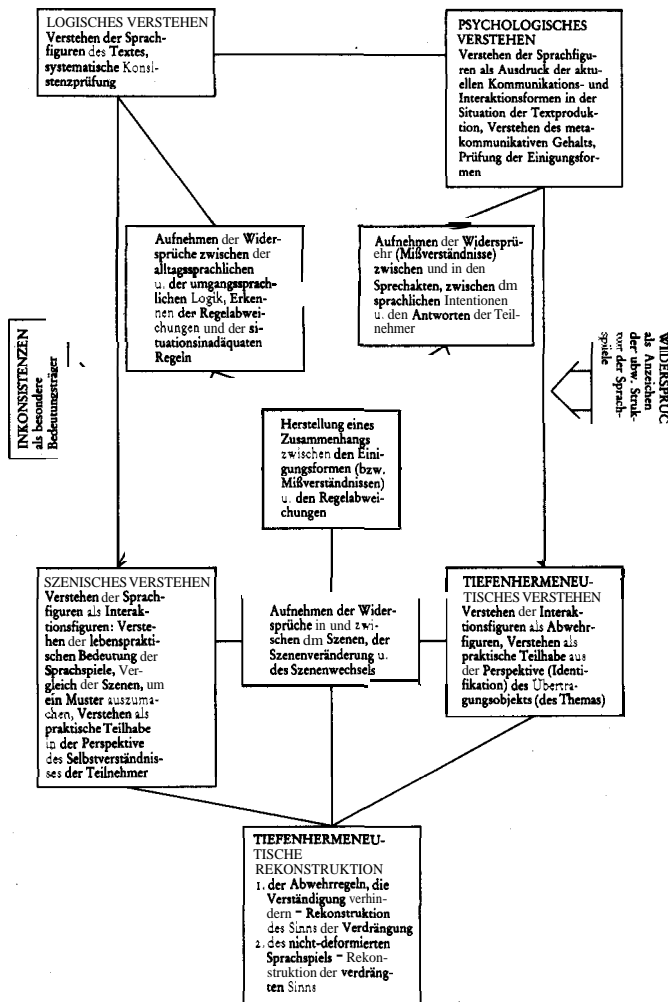 LOGISCHES VERSTEHEN
Verstehen der Sprach-
figuren des Textes,
systematische Konsi-
stenzprüfung
PSYCHOLOGISCHES
VERSTEHEN
Verstehen der Sprachfigu-
ren als Ausdruck der aktu-
ellen Kommunikations- und
Interaktionsformen in der
Situation der Textproduk-
tion, Verstehen des meta-
kommunikativen Gehalts,
Prüfung der Einigungsfor-
men
Aufnehmen der Wider-
sprüche zwischen der
alltagssprachlichen
u. der umgangssprach-
lichen Logik, Erken-
nen der Regelabwei-
chungen und der si-
tuationsinadäquaten
Regeln
Aufnehmen der Widersprü-
ehr (Mißverständnisse)
zwischen und in den
Sprechakten, zwischen dm
sprachlichen Intentionen
u. den Antworten der Teil-
nehmer
INKONSISTENZEN
als besondere
Bedeutungsträger
WIDERSPRUC
als Anzeichen
der ubw. Struk-
der Sprach-
spiele
Herstellung eines
Zusammenhangs
zwischen den Eini-
gungsformen (bzw.
Mißverständnissen)
u. den Regelabwei-
chungen
SZENISCHES VERSTEHEN
Verstehen der Sprach-
figuren als Interak-
tionsfiguren: Verste-
hen der lebensprakti-
schen Bedeutung der
Sprachspiele, Ver-
gleich der Szenen, um
ein Muster auszuma-
chen, Verstehen als
praktische Teilhabe
in der Perspektive
des Selbstverständnis-
ses der Teilnehmer
Aufnehmen der Wider-
sprüche in und zwi-
schen dm Szenen, der
Szenenveränderung u.
des Szenenwechsels
TIEFENHERMENEU-
TISCHES VERSTEHEN
Verstehen der Interak-
tionsfiguren als Abwehr-
figuren, Verstehen als
praktische Teilhabe aus
der Perspektive (Identi-
fikation) des Übertra-
gungsobjekts (des Themas)
TIEFENHERMENEU-
TISCHE
REKONSTRUKTION
1. der Abwehrregeln, die
Verständigung verhin-
dern – Rekonstruktion
des Sinns der Verdrängung
2. des nicht-deformierten
Sprachspiels – Rekon-
struktion der verdräng-
ten Sinns